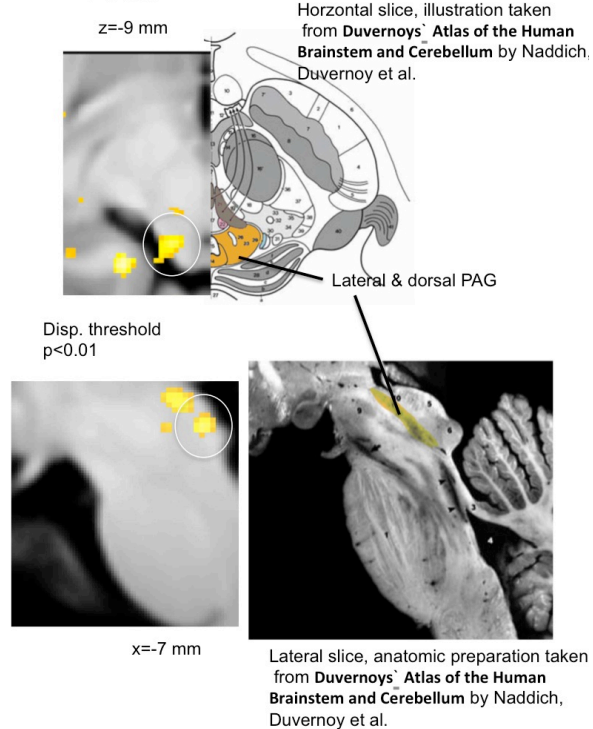 z=-9 mm
Horzontal slice, illustration taken
from Duvernoys` Atlas of the Human
Brainstem and Cerebellum by Naddich,
Duvernoy et al.
Lateral & dorsal PAG
Disp. threshold
p<0.01
x=-7 mm
Lateral slice, anatomic preparation taken
from Duvernoys` Atlas of the Human
Brainstem and Cerebellum by Naddich,
Duvernoy et al.